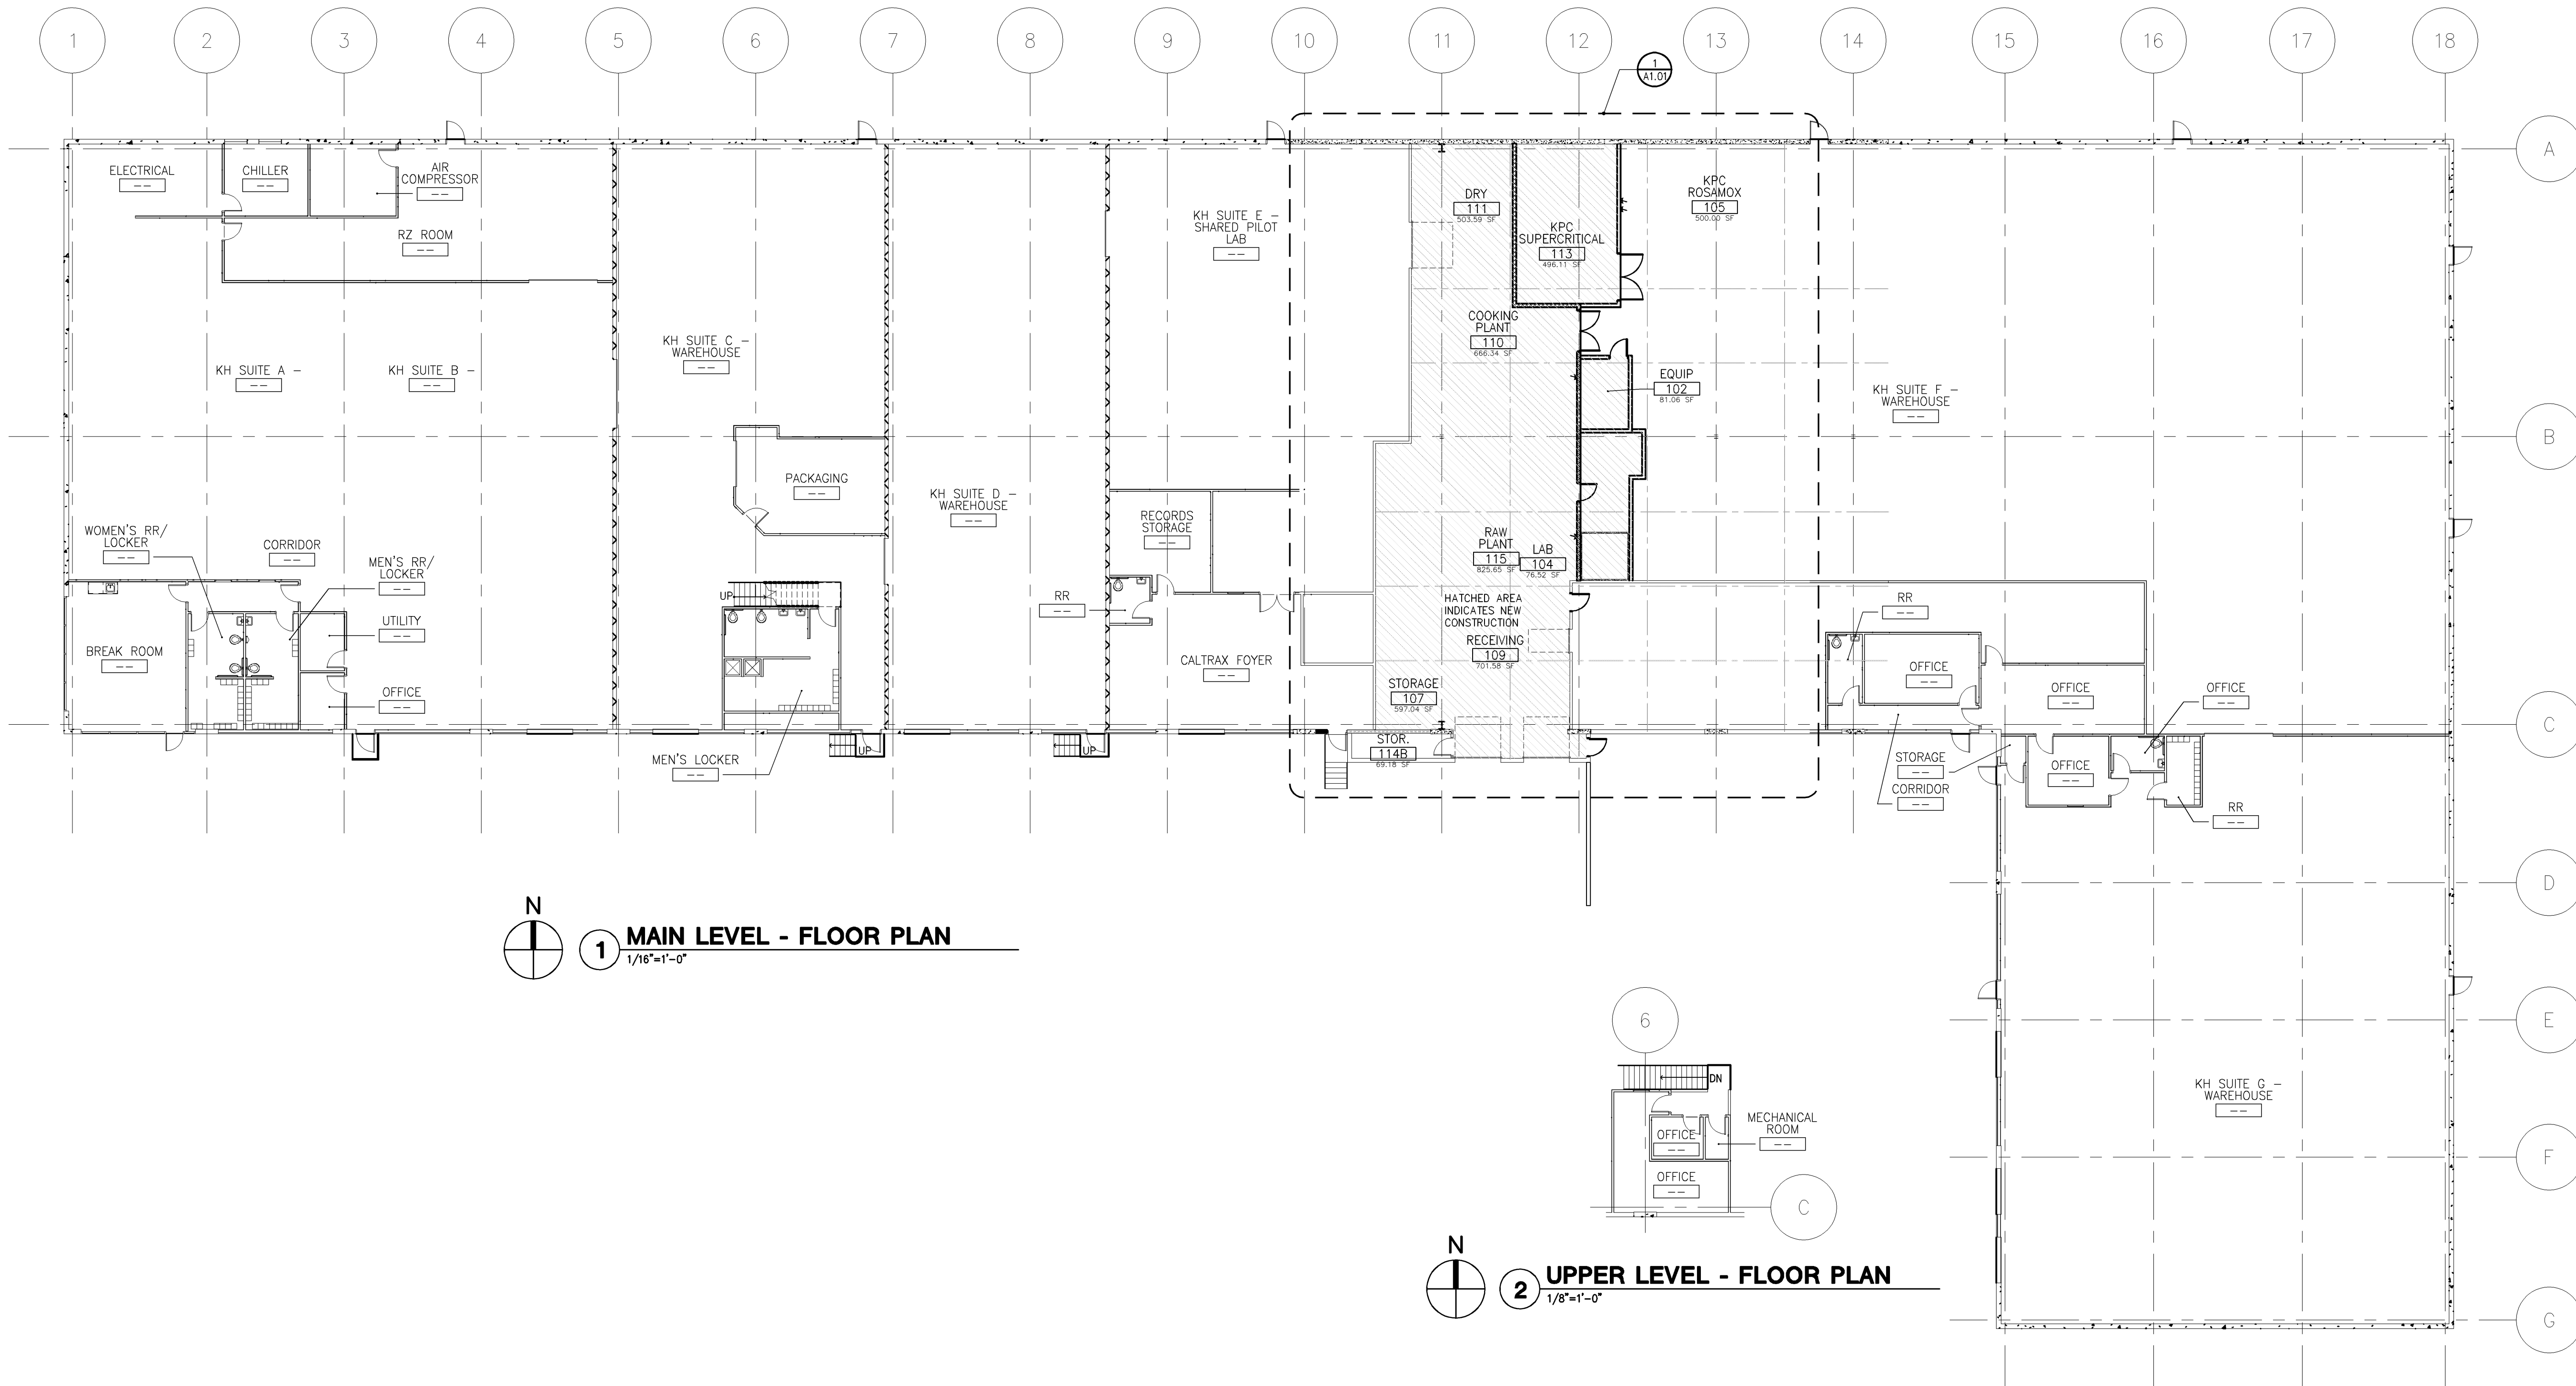 1 2 3 4 5 6 7 8 9 10 11 12 13 14 15 16 17 18
1
A1.01
A
B
C
D
E
F
G
ELECTRICAL
--
CHILLER
--
AIR
COMPRESSOR
--
RZ ROOM
--
KH SUITE A -
--
KH SUITE B -
--
KH SUITE C -
WAREHOUSE
--
PACKAGING
--
KH SUITE D -
WAREHOUSE
--
KH SUITE E -
SHARED PILOT
LAB
--
RECORDS
STORAGE
--
RR
--
CALTRAX FOYER
--
WOMEN'S RR/
LOCKER
--
CORRIDOR
--
MEN'S RR/
LOCKER
--
UTILITY
--
BREAK ROOM
--
OFFICE
--
UP
MEN'S LOCKER
--
UP
UP
DRY
111
503.59 SF
KPC
SUPERCRITICAL
113
496.11 SF
KPC
ROSAMOX
105
500.00 SF
COOKING
PLANT
110
666.34 SF
EQUIP
102
81.06 SF
RAW
PLANT
115
825.65 SF
LAB
104
76.52 SF
HATCHED AREA
INDICATES NEW
CONSTRUCTION
RECEIVING
109
701.58 SF
STORAGE
107
597.04 SF
STOR.
114B
69.18 SF
KH SUITE F -
WAREHOUSE
--
RR
--
OFFICE
--
OFFICE
--
OFFICE
--
STORAGE
--
CORRIDOR
--
OFFICE
--
RR
--
KH SUITE G -
WAREHOUSE
--
N
1
MAIN LEVEL - FLOOR PLAN
1/16"=1'-0"
6
DN
OFFICE
--
MECHANICAL
ROOM
--
OFFICE
--
C
N
2
UPPER LEVEL - FLOOR PLAN
1/8"=1'-0"